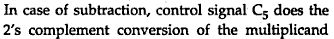 In case of subtraction, control signal C₅ does the
2's complement conversion of the multiplicand